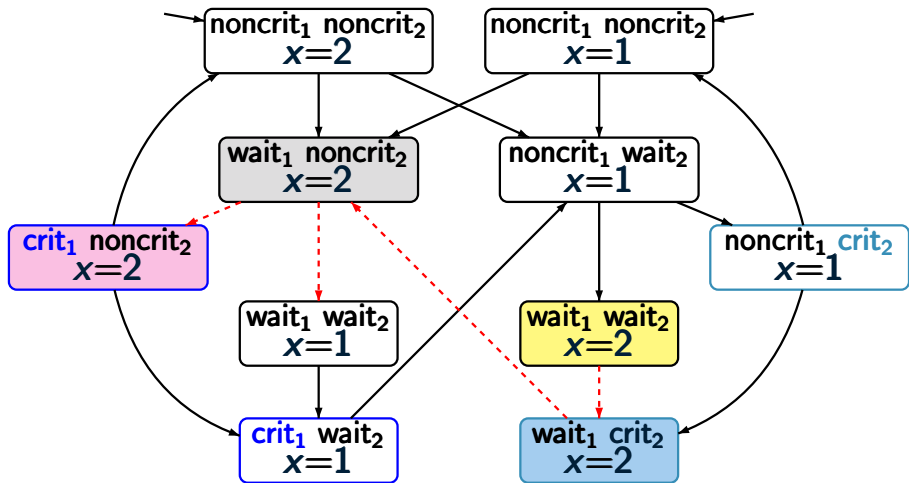 noncrit₁ noncrit₂
x=2
noncrit₁ noncrit₂
x=1
wait₁ noncrit₂
x=2
noncrit₁ wait₂
x=1
crit₁ noncrit₂
x=2
noncrit₁ crit₂
x=1
wait₁ wait₂
x=1
wait₁ wait₂
x=2
crit₁ wait₂
x=1
wait₁ crit₂
x=2